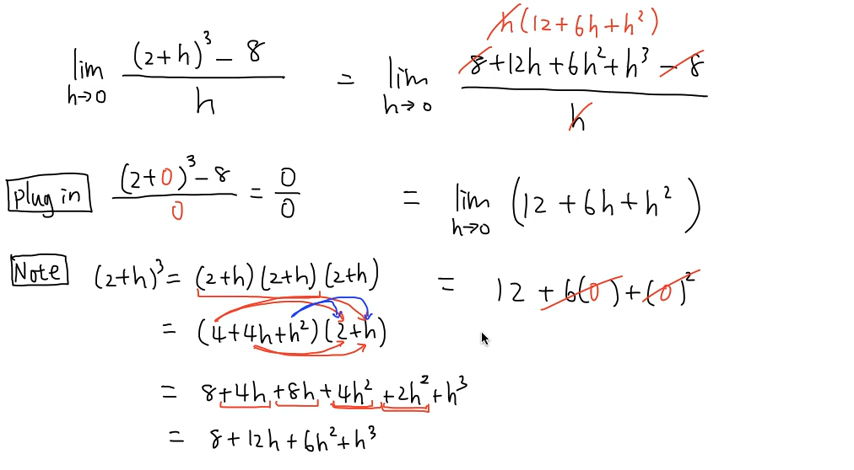 h(12+6h+h²)
lim h→0 ((2+h)³ − 8)/h = lim h→0 (8+12h+6h²+h³ − 8)/h
Plug in ((2+0)³−8)/0 = 0/0 = lim h→0 (12 + 6h + h²)
Note (2+h)³ = (2+h)(2+h)(2+h) = 12 + 6(0) + (0)²
= (4+4h+h²)(2+h)
= 8+4h+8h+4h²+2h²+h³
= 8+12h+6h²+h³